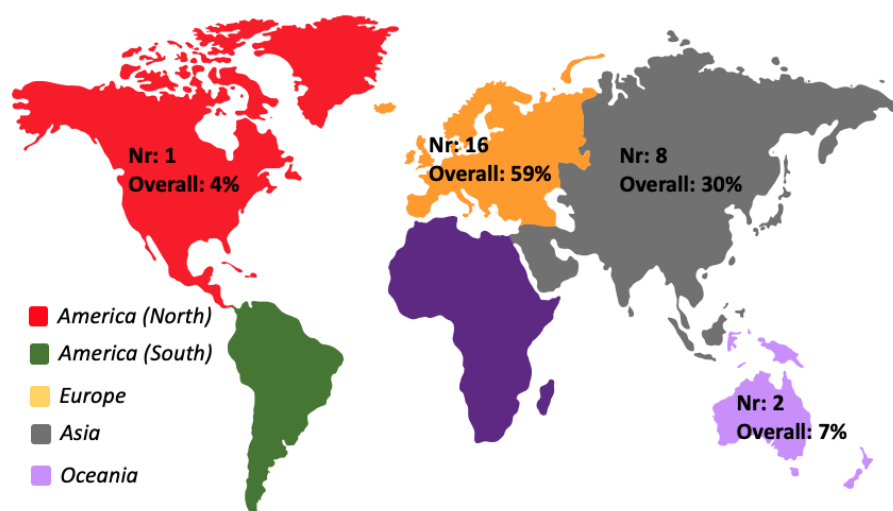 Nr: 1
Overall: 4%
Nr: 16
Overall: 59%
Nr: 8
Overall: 30%
Nr: 2
Overall: 7%
America (North)
America (South)
Europe
Asia
Oceania